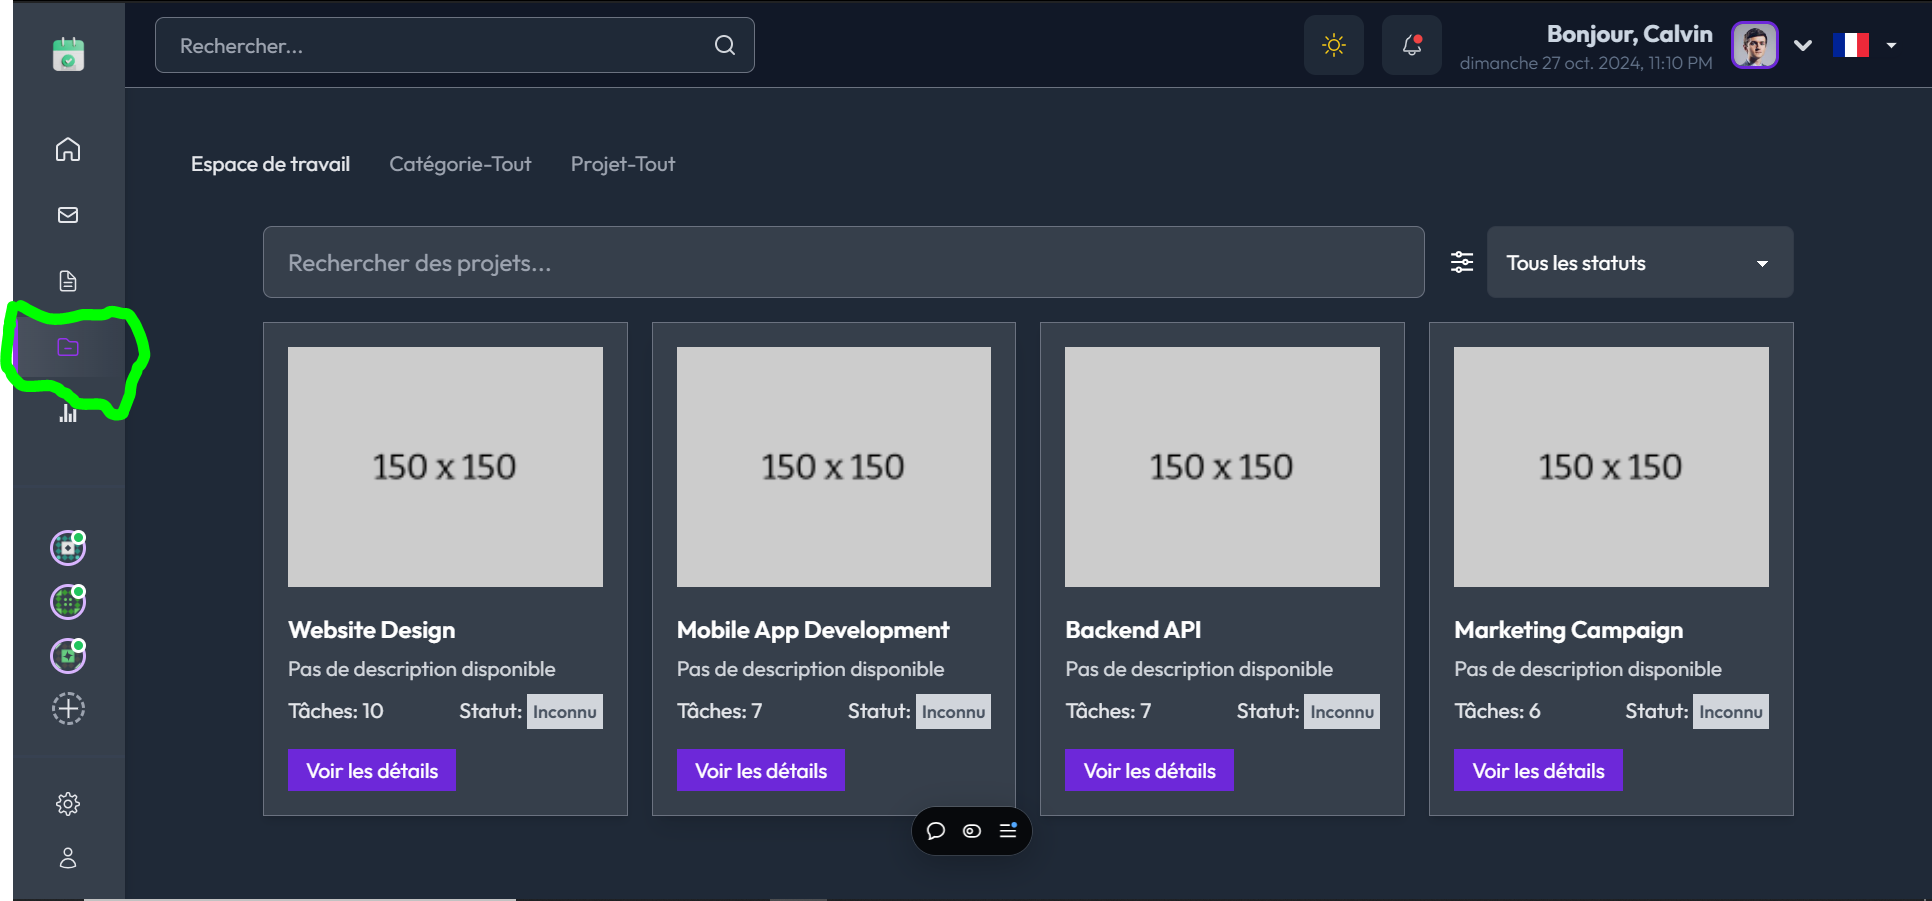 Rechercher...
Bonjour, Calvin
dimanche 27 oct. 2024, 11:10 PM
Espace de travail Catégorie-Tout Projet-Tout
Rechercher des projets...
Tous les statuts
150 x 150
Website Design
Pas de description disponible
Tâches: 10 Statut: Inconnu
Voir les détails
150 x 150
Mobile App Development
Pas de description disponible
Tâches: 7 Statut: Inconnu
Voir les détails
150 x 150
Backend API
Pas de description disponible
Tâches: 7 Statut: Inconnu
Voir les détails
150 x 150
Marketing Campaign
Pas de description disponible
Tâches: 6 Statut: Inconnu
Voir les détails